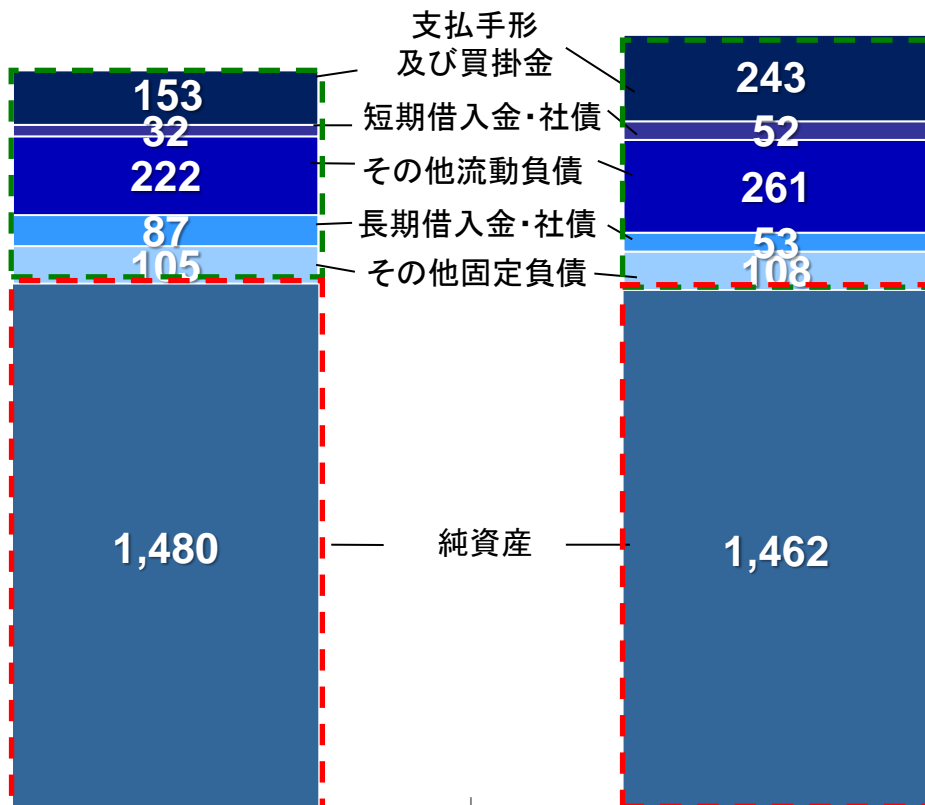 支払手形
及び買掛金
153
243
32
短期借入金・社債
52
222
その他流動負債
261
87
長期借入金・社債
53
105
その他固定負債
108
1,480
純資産
1,462